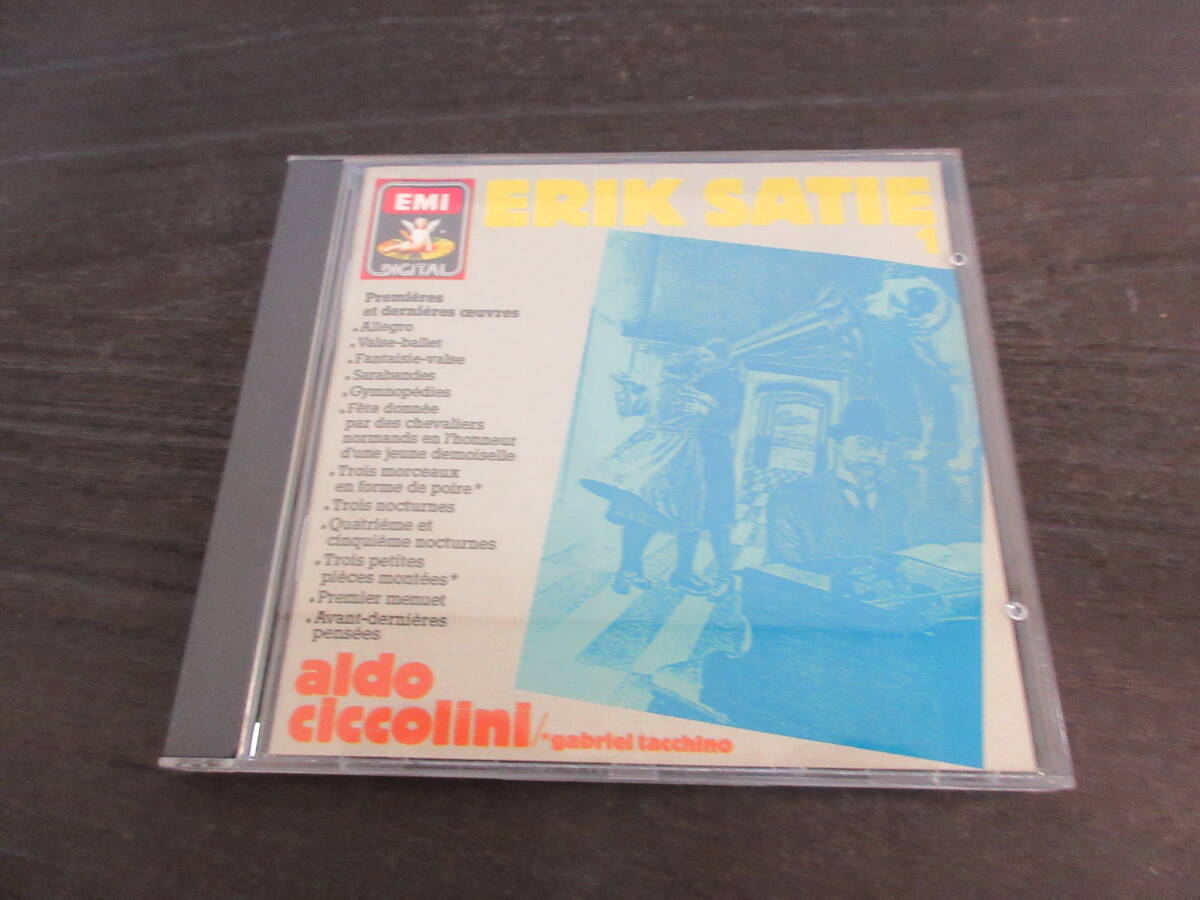 EMI
DIGITAL
ERIK SATIE
1
Premières
et dernières œuvres
•Allegro
•Valse-ballet
•Fantaisie-valse
•Sarabandes
•Gymnopédies
•Fête donnée
par des chevaliers
normands en l'honneur
d'une jeune demoiselle
•Trois morceaux
en forme de poire*
•Trois nocturnes
•Quatrième et
cinquième nocturnes
•Trois petites
pièces montées*
•Premier menuet
•Avant-dernières
pensées
aldo
ciccolini/*gabriel tacchino